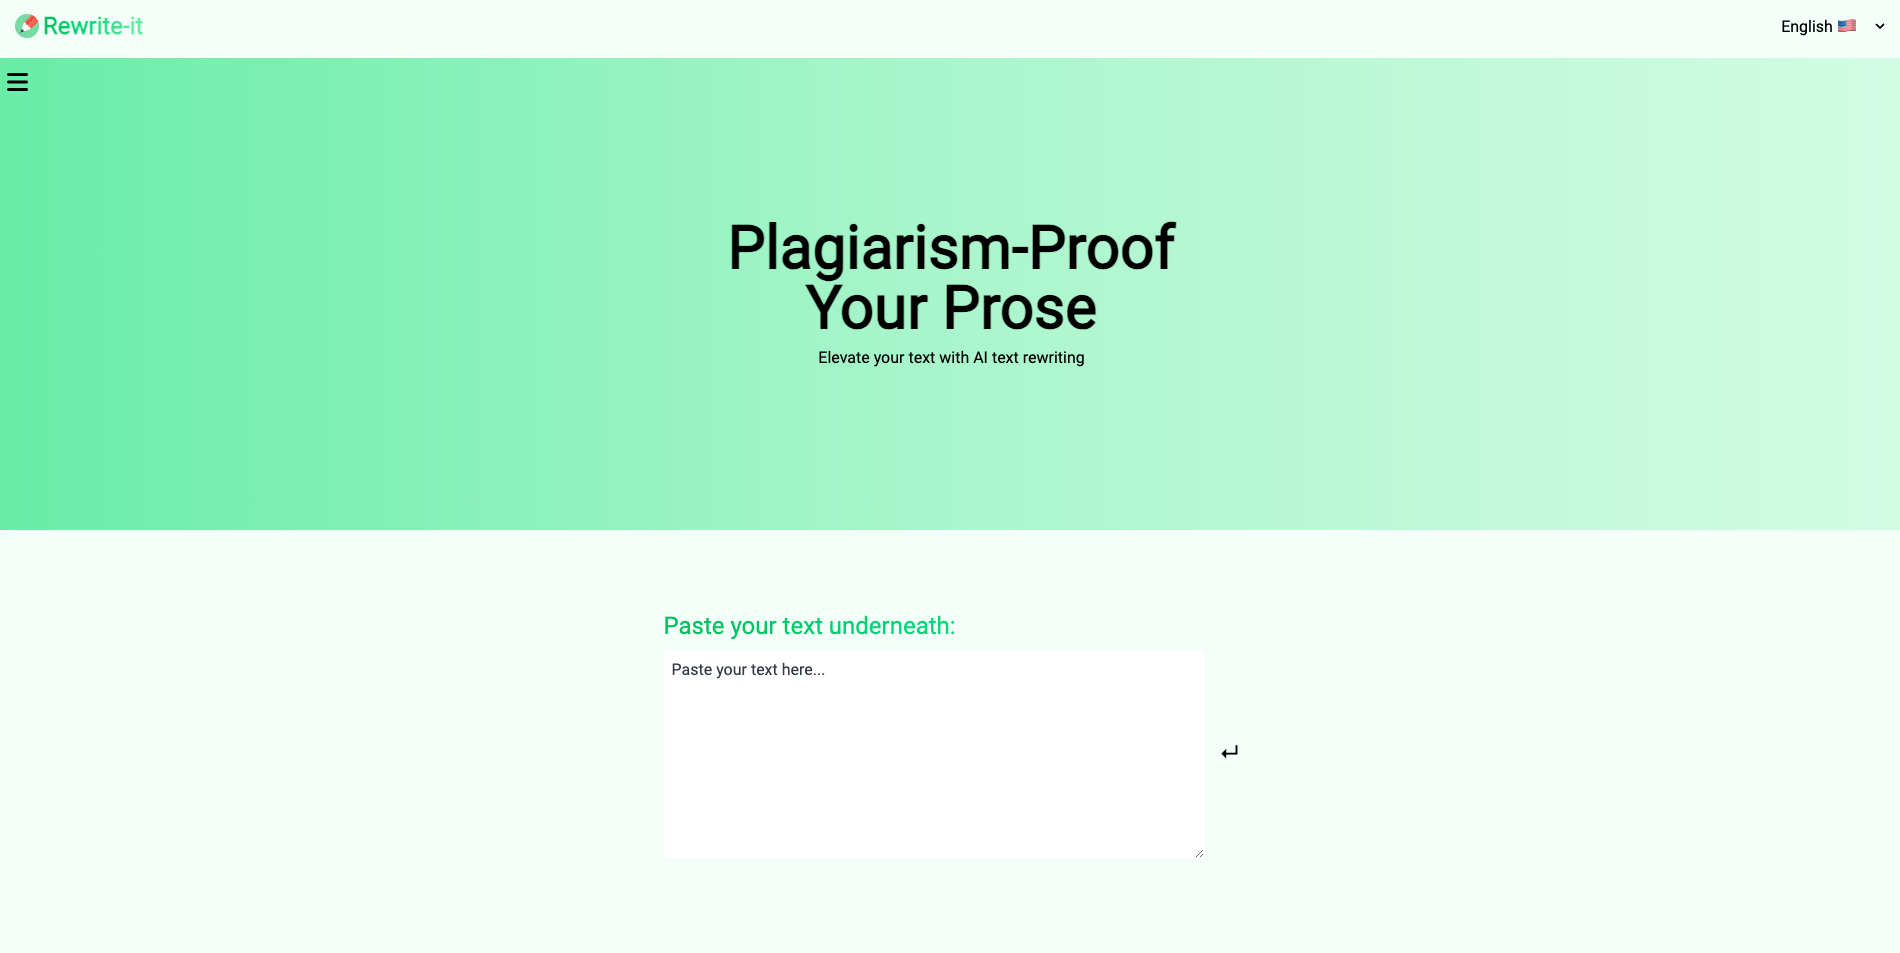 Rewrite-it
English 🇺🇸
Plagiarism-Proof
Your Prose
Elevate your text with AI text rewriting
Paste your text underneath:
Paste your text here...